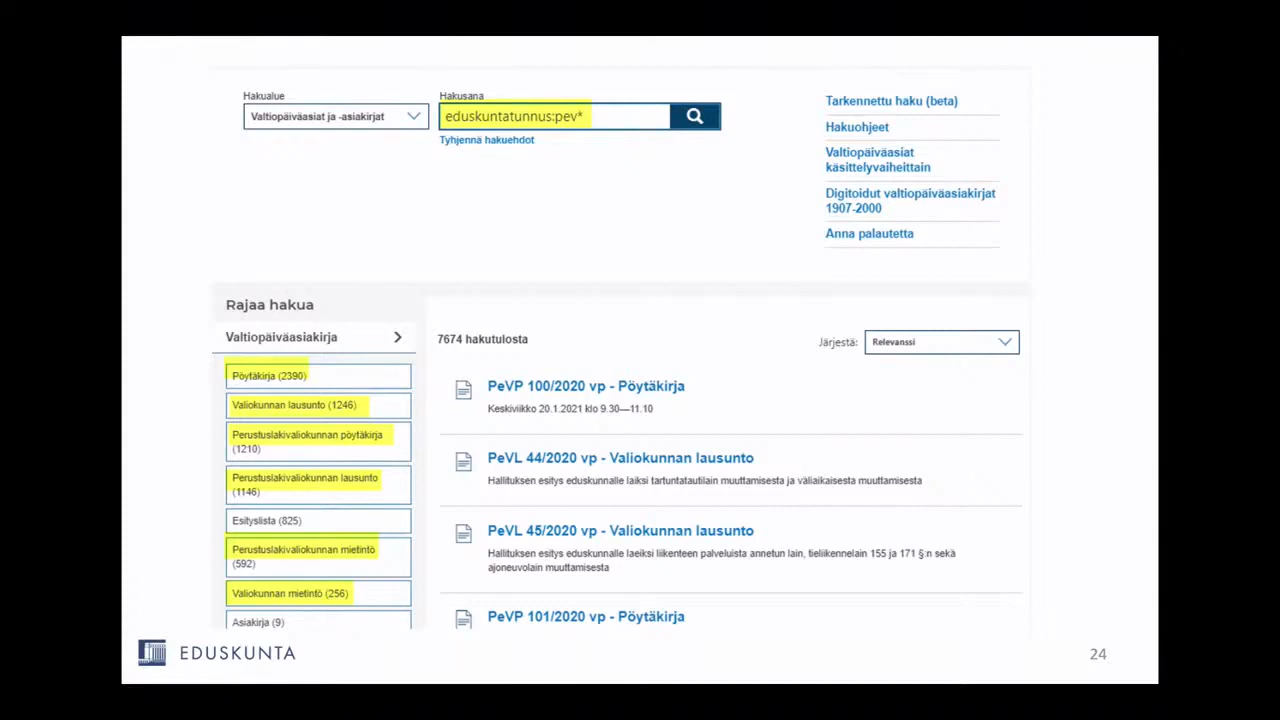 Hakualue
Hakusana
Valtiopäiväasiat ja -asiakirjat
eduskuntatunnus:pev*
Tyhjennä hakuehdot
Tarkennettu haku (beta)
Hakuohjeet
Valtiopäiväasiat
käsittelyvaiheittain
Digitoidut valtiopäiväasiakirjat
1907-2000
Anna palautetta
Rajaa hakua
Valtiopäiväasiakirja
Pöytäkirja (2390)
Valiokunnan lausunto (1246)
Perustuslakivaliokunnan pöytäkirja
(1210)
Perustuslakivaliokunnan lausunto
(1146)
Esityslista (825)
Perustuslakivaliokunnan mietintö
(592)
Valiokunnan mietintö (256)
Asiakirja (9)
7674 hakutulosta
Järjestä:
Relevanssi
PeVP 100/2020 vp - Pöytäkirja
Keskiviikko 20.1.2021 klo 9.30—11.10
PeVL 44/2020 vp - Valiokunnan lausunto
Hallituksen esitys eduskunnalle laiksi tartuntatautilain muuttamisesta ja väliaikaisesta muuttamisesta
PeVL 45/2020 vp - Valiokunnan lausunto
Hallituksen esitys eduskunnalle laeiksi liikenteen palveluista annetun lain, tieliikennelain 155 ja 171 §:n sekä
ajoneuvolain muuttamisesta
PeVP 101/2020 vp - Pöytäkirja
EDUSKUNTA
24